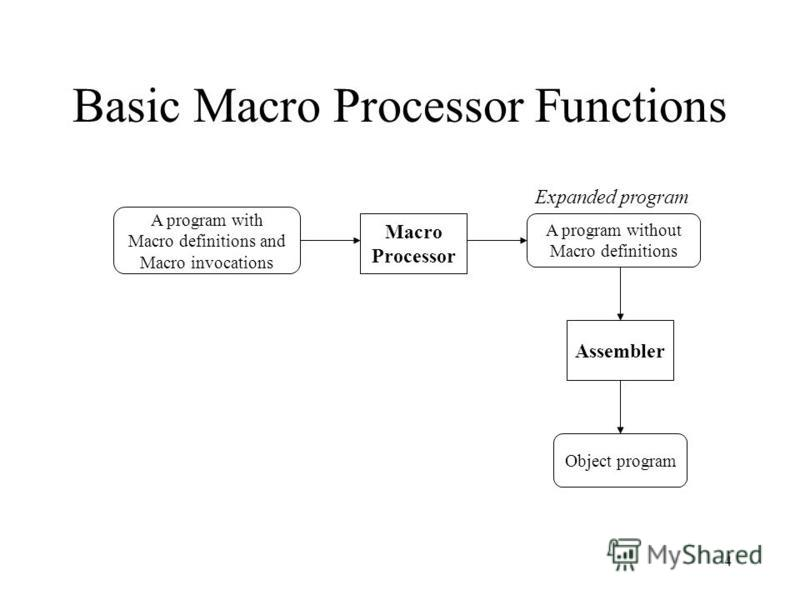 Basic Macro Processor Functions
Expanded program
A program with
Macro definitions and
Macro invocations
Macro
Processor
A program without
Macro definitions
Assembler
Object program
MyShared
4